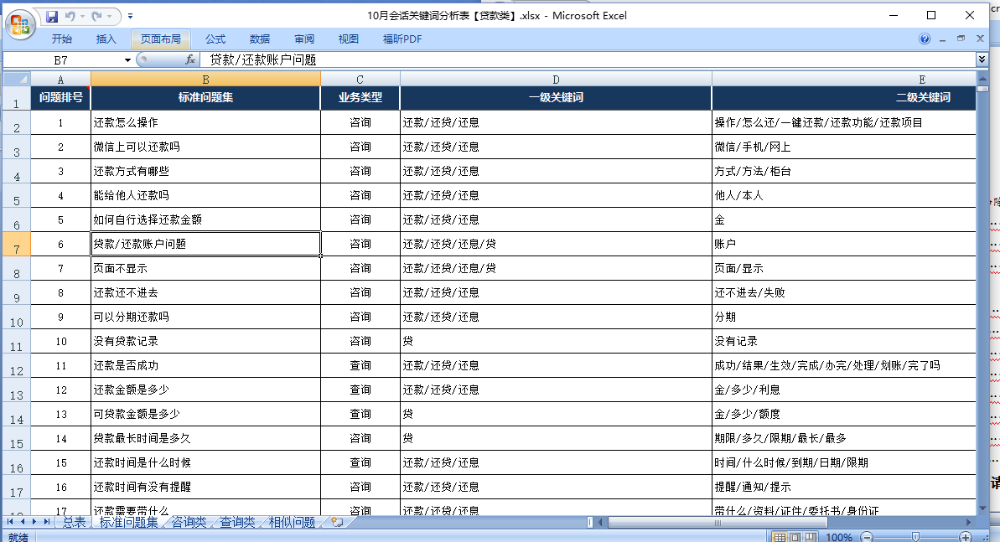 10月会话关键词分析表【贷款类】.xlsx - Microsoft Excel
开始 插入 页面布局 公式 数据 审阅 视图 福昕PDF
B7 fx 贷款/还款账户问题
A B C D E
1 问题排号 标准问题集 业务类型 一级关键词 二级关键词
2 1 还款怎么操作 咨询 还款/还贷/还息 操作/怎么还/一键还款/还款功能/还款项目
3 2 微信上可以还款吗 咨询 还款/还贷/还息 微信/手机/网上
4 3 还款方式有哪些 咨询 还款/还贷/还息 方式/方法/柜台
5 4 能给他人还款吗 咨询 还款/还贷/还息 他人/本人
6 5 如何自行选择还款金额 咨询 还款/还贷/还息 金
7 6 贷款/还款账户问题 咨询 还款/还贷/还息/贷 账户
8 7 页面不显示 咨询 还款/还贷/还息/贷 页面/显示
9 8 还款还不进去 咨询 还款/还贷/还息 还不进去/失败
10 9 可以分期还款吗 咨询 还款/还贷/还息 分期
11 10 没有贷款记录 咨询 贷 没有记录
12 11 还款是否成功 查询 还款/还贷/还息 成功/结果/生效/完成/办完/处理/划账/完了吗
13 12 还款金额是多少 查询 还款/还贷/还息 金/多少/利息
14 13 可贷款金额是多少 查询 贷 金/多少/额度
15 14 贷款最长时间是多久 咨询 贷 期限/多久/限期/最长/最多
16 15 还款时间是什么时候 查询 还款/还贷/还息 时间/什么时候/到期/日期/限期
17 16 还款时间有没有提醒 咨询 还款/还贷/还息 提醒/通知/提示
18 17 还款需要带什么 咨询 还款/还贷/还息 带什么/资料/证件/委托书/身份证
总表 标准问题集 咨询类 查询类 相似问题
就绪 100%